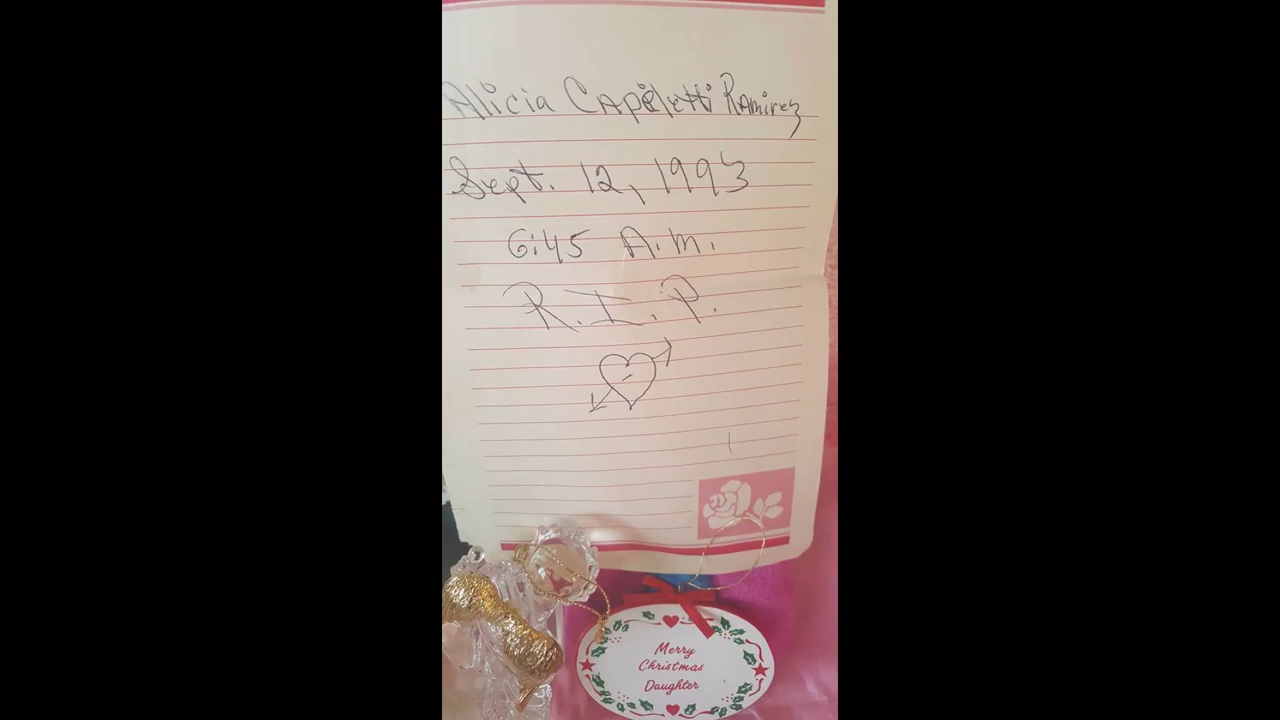 Alicia Capeletti Ramirez
Sept. 12, 1993
6:45 A.M.
R.I.P.
Merry
Christmas
Daughter